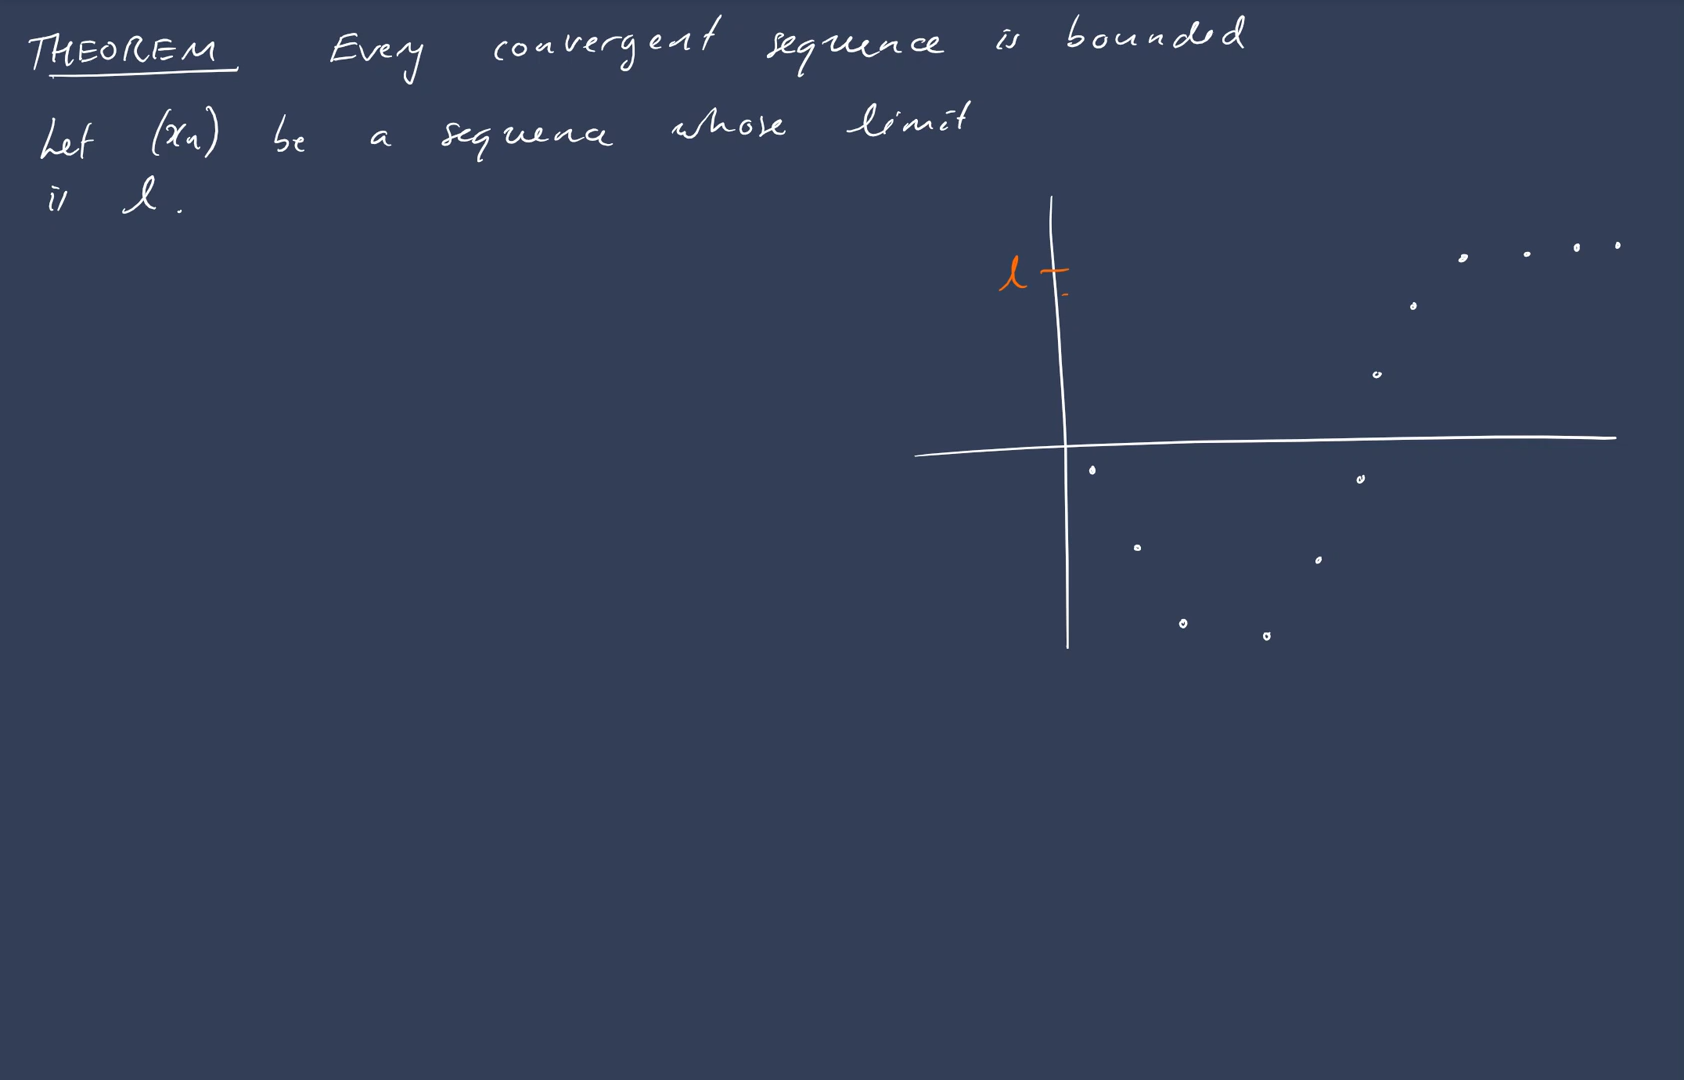 THEOREM Every convergent sequence is bounded
Let (xn) be a sequence whose limit
is l.
l